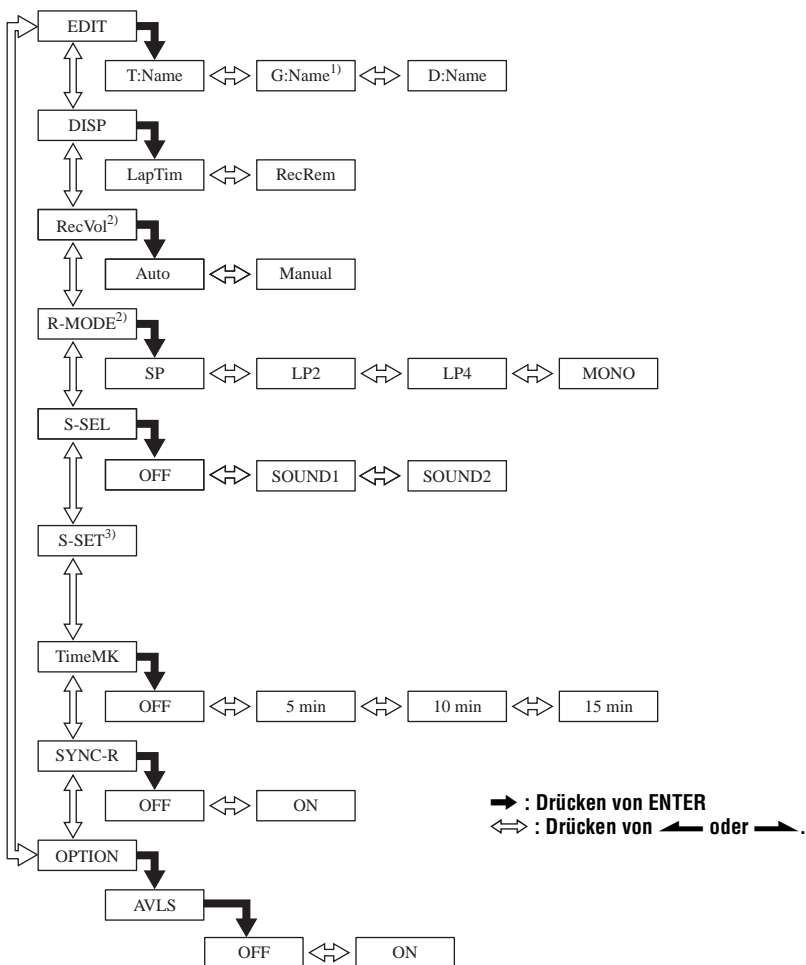 EDIT
T:Name G:Name1) D:Name
DISP
LapTim RecRem
RecVol2)
Auto Manual
R-MODE2)
SP LP2 LP4 MONO
S-SEL
OFF SOUND1 SOUND2
S-SET3)
TimeMK
OFF 5 min 10 min 15 min
SYNC-R
OFF ON
: Drücken von ENTER
: Drücken von oder .
OPTION
AVLS
OFF ON